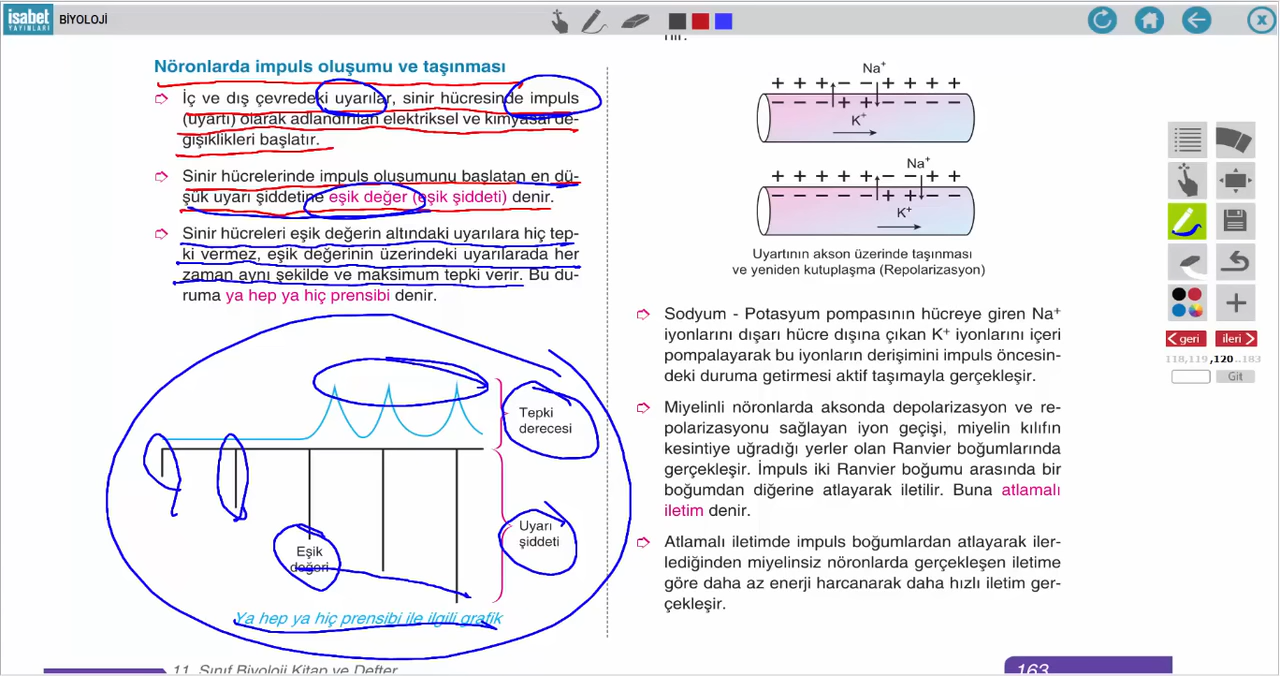 isabet
YAYINLARI
BİYOLOJİ
Nöronlarda impuls oluşumu ve taşınması
İç ve dış çevredeki uyarılar, sinir hücresinde impuls
(uyartı) olarak adlandırılan elektriksel ve kimyasal de-
ğişiklikleri başlatır.
Sinir hücrelerinde impuls oluşumunu başlatan en dü-
şük uyarı şiddetine eşik değer (eşik şiddeti) denir.
Sinir hücreleri eşik değerin altındaki uyarılara hiç tep-
ki vermez, eşik değerinin üzerindeki uyarılarada her
zaman aynı şekilde ve maksimum tepki verir. Bu du-
ruma ya hep ya hiç prensibi denir.
Tepki
derecesi
Uyarı
şiddeti
Eşik
değeri
Ya hep ya hiç prensibi ile ilgili grafik
11. Sınıf Biyoloji Kitap ve Defter
Na+
+ + + − − + + + +
− − − + + − − − −
K+
Na+
+ + + + + − − + +
− − − − − + + − −
K+
Uyartının akson üzerinde taşınması
ve yeniden kutuplaşma (Repolarizasyon)
Sodyum - Potasyum pompasının hücreye giren Na+
iyonlarını dışarı hücre dışına çıkan K+ iyonlarını içeri
pompalayarak bu iyonların derişimini impuls öncesin-
deki duruma getirmesi aktif taşımayla gerçekleşir.
Miyelinli nöronlarda aksonda depolarizasyon ve re-
polarizasyonu sağlayan iyon geçişi, miyelin kılıfın
kesintiye uğradığı yerler olan Ranvier boğumlarında
gerçekleşir. İmpuls iki Ranvier boğumu arasında bir
boğumdan diğerine atlayarak iletilir. Buna atlamalı
iletim denir.
Atlamalı iletimde impuls boğumlardan atlayarak iler-
lediğinden miyelinsiz nöronlarda gerçekleşen iletime
göre daha az enerji harcanarak daha hızlı iletim ger-
çekleşir.
163
geri
ileri
118,119,120..183
Git